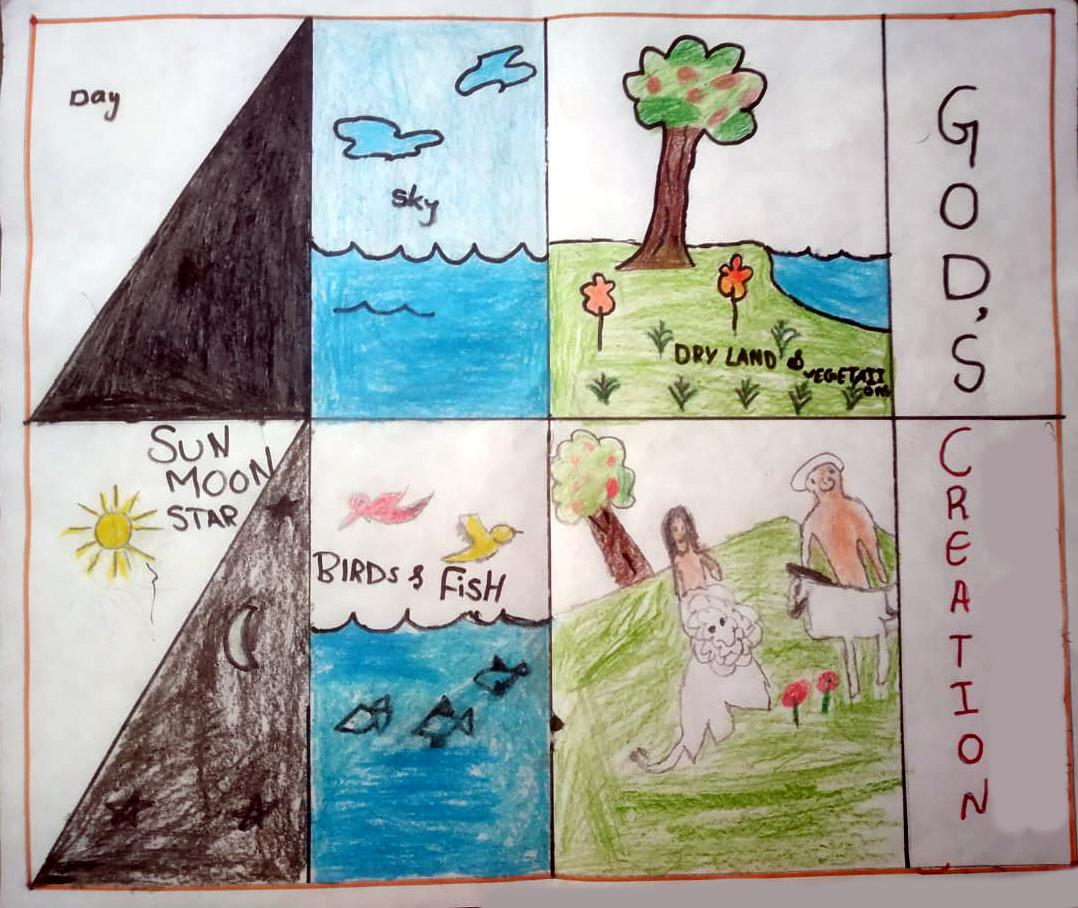 Day
sky
DRY LAND &
VEGETATI
ON
GOD'S
SUN
MOON
STAR
BIRDS & FISH
CREATION